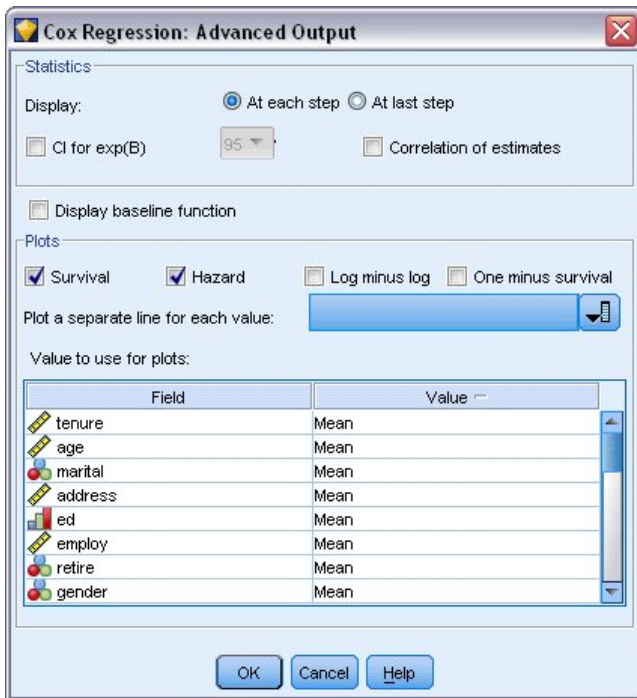 Cox Regression: Advanced Output
Statistics
Display: At each step At last step
CI for exp(B) 95 Correlation of estimates
Display baseline function
Plots
Survival Hazard Log minus log One minus survival
Plot a separate line for each value:
Value to use for plots:
Field Value
tenure Mean
age Mean
marital Mean
address Mean
ed Mean
employ Mean
retire Mean
gender Mean
OK Cancel Help